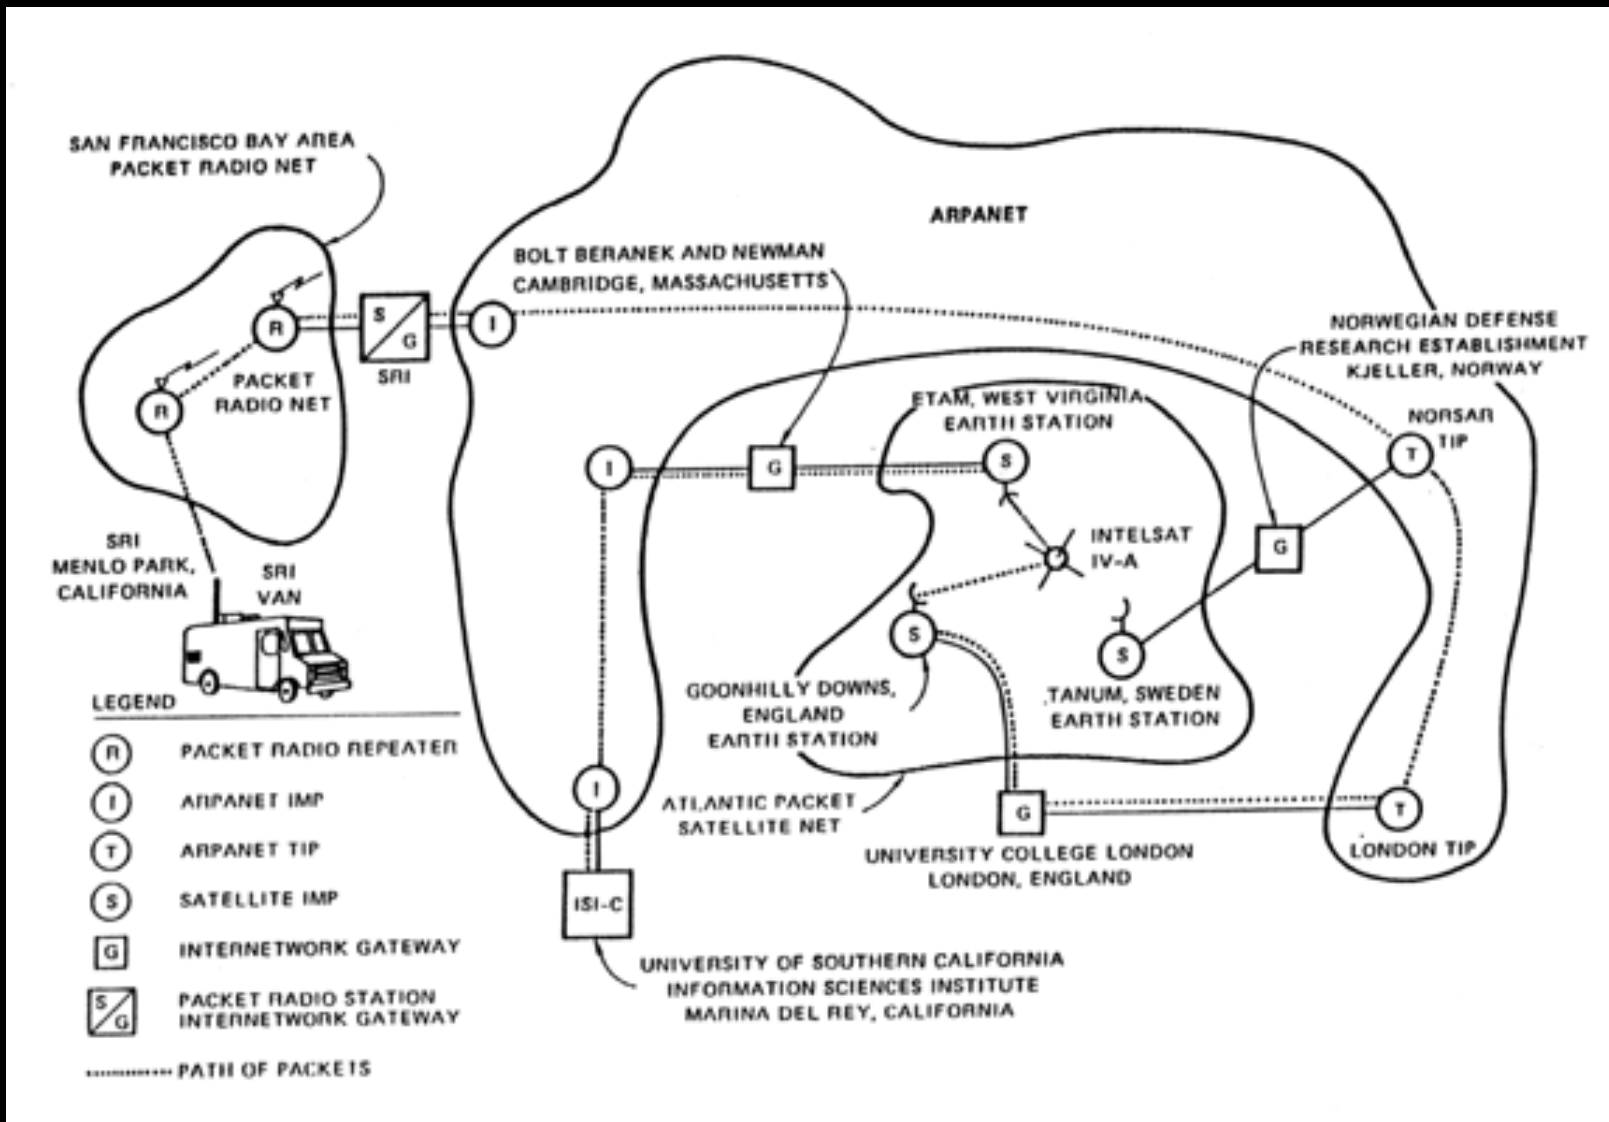 SAN FRANCISCO BAY AREA
PACKET RADIO NET
ARPANET
BOLT BERANEK AND NEWMAN
CAMBRIDGE, MASSACHUSETTS
R
S
G
SRI
I
NORWEGIAN DEFENSE
RESEARCH ESTABLISHMENT
KJELLER, NORWAY
PACKET
RADIO NET
R
ETAM, WEST VIRGINIA
EARTH STATION
NORSAR
TIP
T
I
G
S
INTELSAT
IV-A
G
SRI
MENLO PARK,
CALIFORNIA
SRI
VAN
S
S
GOONHILLY DOWNS,
ENGLAND
EARTH STATION
TANUM, SWEDEN
EARTH STATION
LEGEND
R PACKET RADIO REPEATER
I ARPANET IMP
T ARPANET TIP
S SATELLITE IMP
G INTERNETWORK GATEWAY
S/G PACKET RADIO STATION
INTERNETWORK GATEWAY
PATH OF PACKETS
I
ATLANTIC PACKET
SATELLITE NET
G
T
UNIVERSITY COLLEGE LONDON
LONDON, ENGLAND
LONDON TIP
ISI-C
UNIVERSITY OF SOUTHERN CALIFORNIA
INFORMATION SCIENCES INSTITUTE
MARINA DEL REY, CALIFORNIA